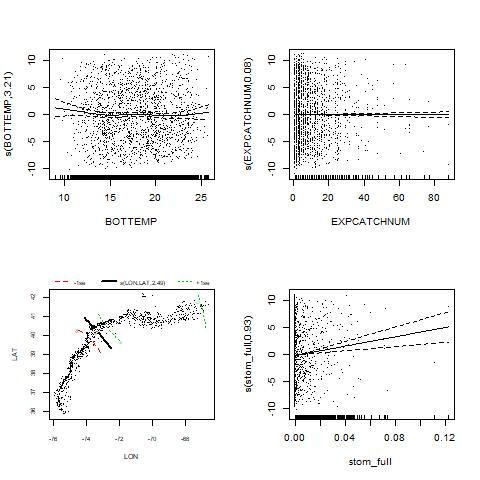 s(BOTTEMP,3.21)
10
5
0
-5
-10
10 15 20 25
BOTTEMP
s(EXPCATCHNUM,0.08)
10
5
0
-5
-10
0 20 40 60 80
EXPCATCHNUM
-1se s(LON,LAT,2.49) +1se
LAT
42
41
40
39
38
37
36
-76 -74 -72 -70 -68
LON
s(stom_full,0.93)
10
5
0
-5
-10
0.00 0.04 0.08 0.12
stom_full